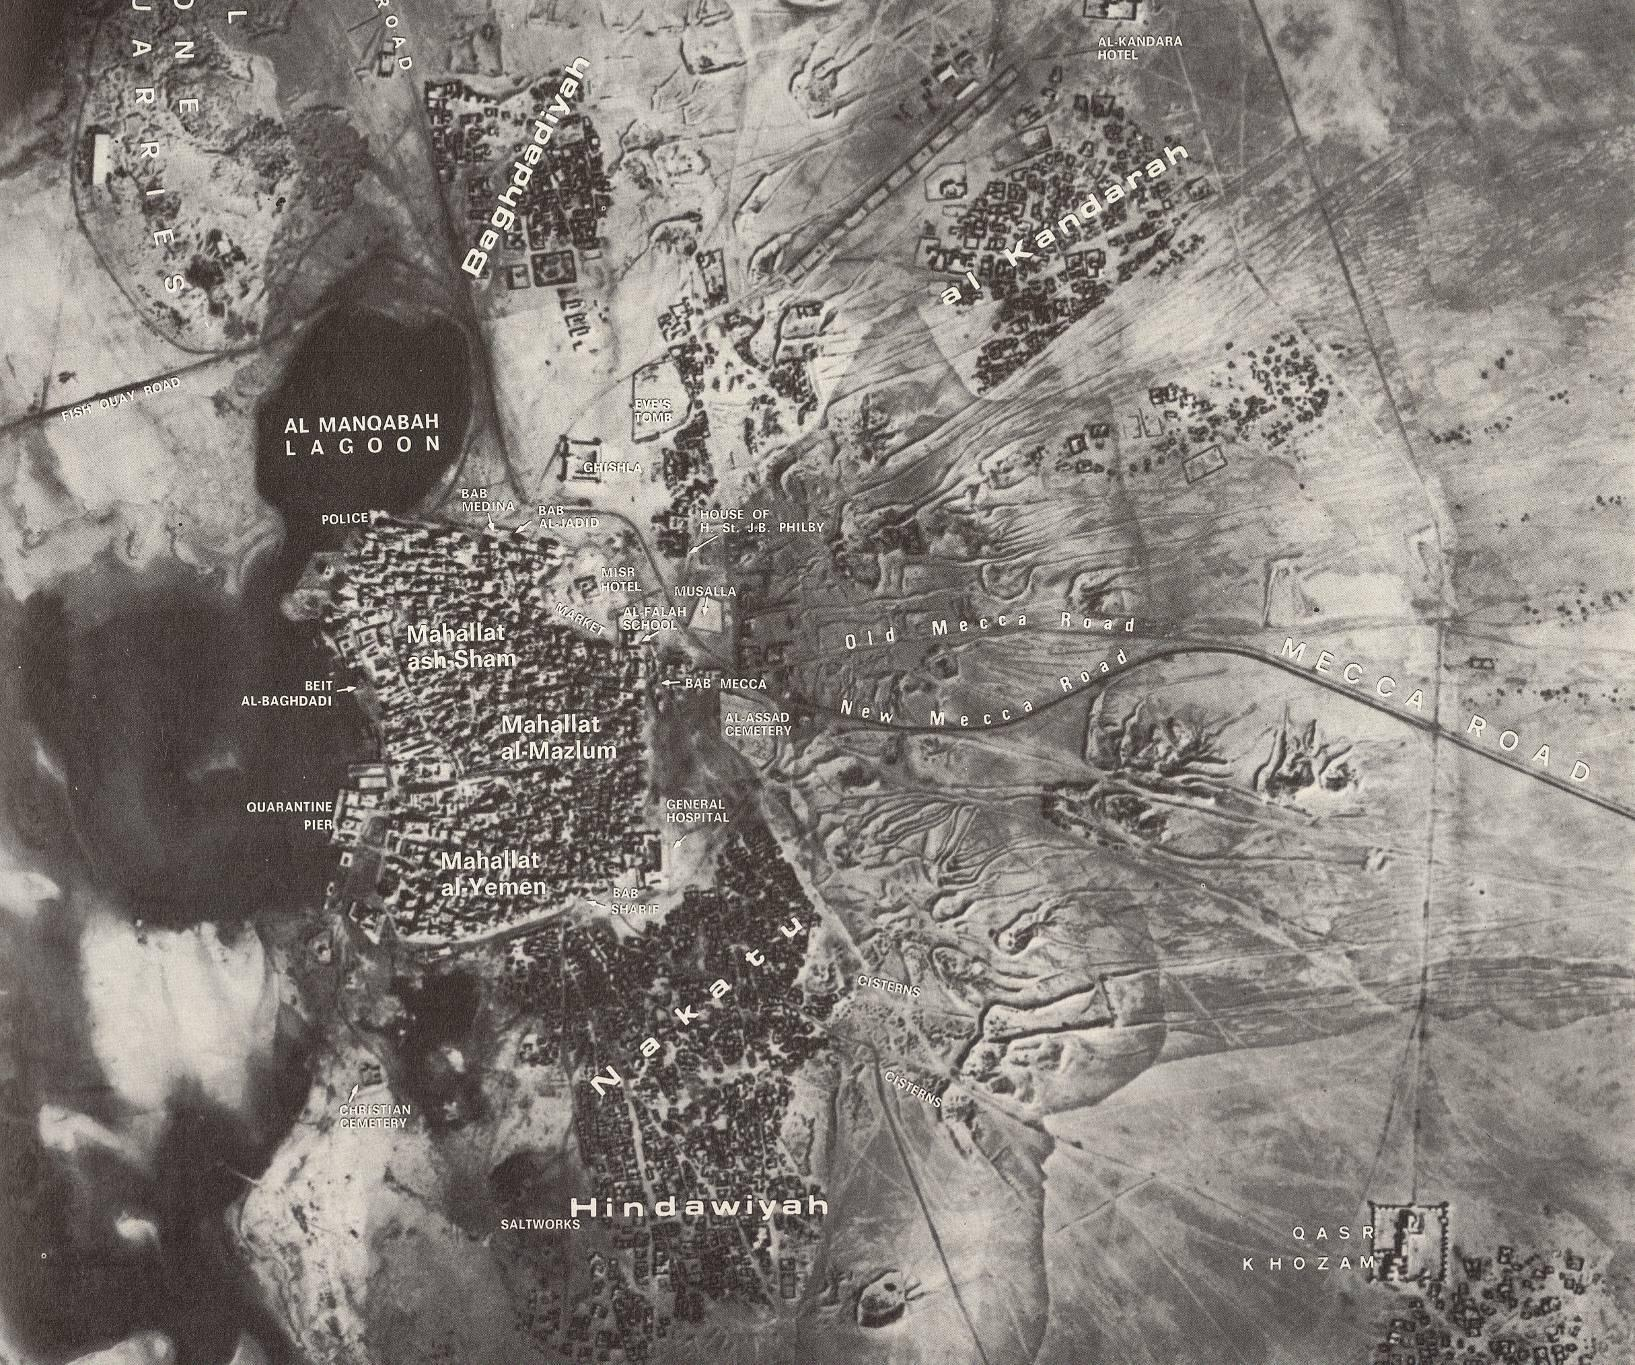 ONE
QUARRIES
L
ROAD
AL-KANDARA
HOTEL
Baghdadiyah
al Kandarah
FISH QUAY ROAD
AL MANQABAH
LAGOON
EVE'S
TOMB
GHISHLA
BAB
MEDINA
BAB
AL-JADID
POLICE
HOUSE OF
H. St. J.B. PHILBY
MISR
HOTEL
MUSALLA
MARKET
AL-FALAH
SCHOOL
Old Mecca Road
Mahallat
ash-Sham
MECCA ROAD
BEIT
AL-BAGHDADI
BAB MECCA
New Mecca Road
AL-ASSAD
CEMETERY
Mahallat
al-Mazlum
QUARANTINE
PIER
GENERAL
HOSPITAL
Mahallat
al-Yemen
BAB
SHARIF
Nakatu
CISTERNS
CISTERNS
CHRISTIAN
CEMETERY
Hindawiyah
SALTWORKS
QASR
KHOZAM